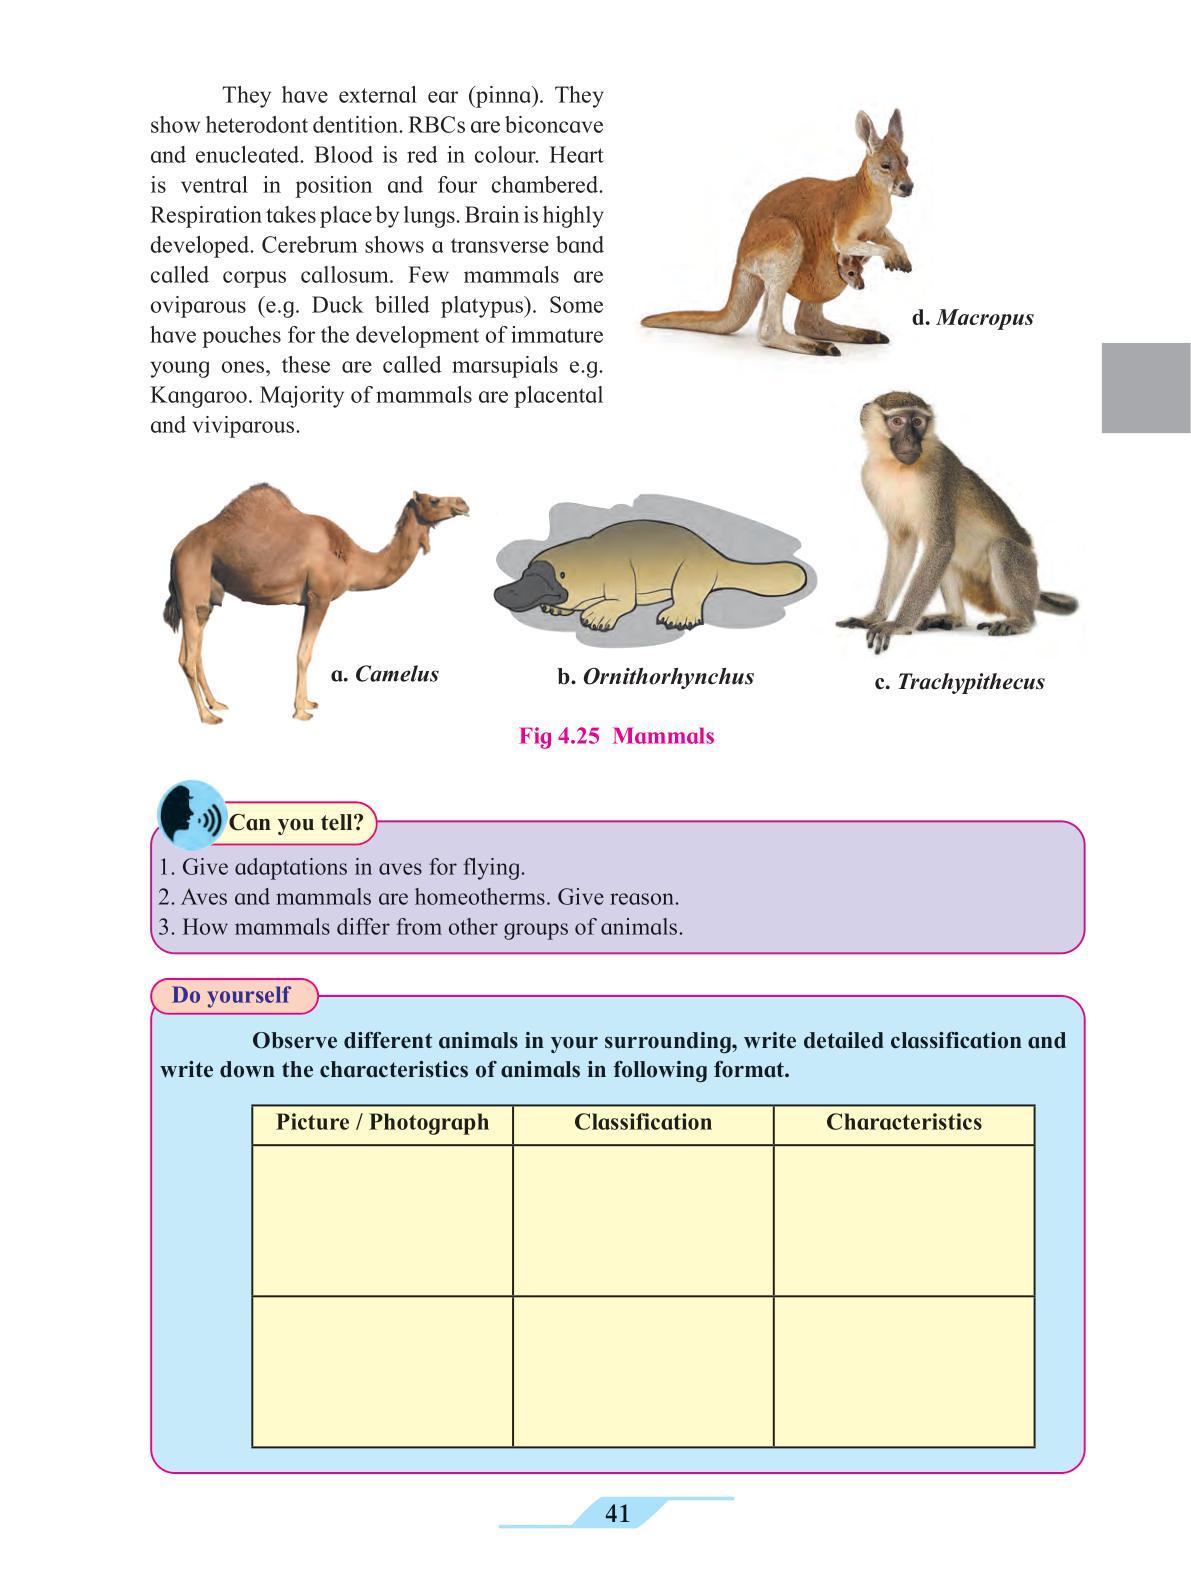 They have external ear (pinna). They
show heterodont dentition. RBCs are biconcave
and enucleated. Blood is red in colour. Heart
is ventral in position and four chambered.
Respiration takes place by lungs. Brain is highly
developed. Cerebrum shows a transverse band
called corpus callosum. Few mammals are
oviparous (e.g. Duck billed platypus). Some
have pouches for the development of immature
young ones, these are called marsupials e.g.
Kangaroo. Majority of mammals are placental
and viviparous.
d. Macropus
a. Camelus
b. Ornithorhynchus
c. Trachypithecus
Fig 4.25 Mammals
Can you tell?
1. Give adaptations in aves for flying.
2. Aves and mammals are homeotherms. Give reason.
3. How mammals differ from other groups of animals.
Do yourself
Observe different animals in your surrounding, write detailed classification and
write down the characteristics of animals in following format.
Picture / Photograph Classification Characteristics
41